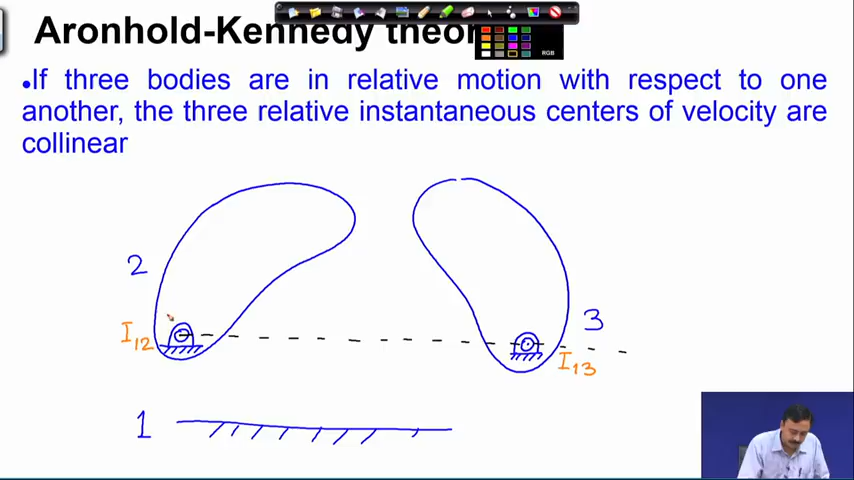 Aronhold-Kennedy theor
RGB
•If three bodies are in relative motion with respect to one
another, the three relative instantaneous centers of velocity are
collinear
2
3
I12
I13
1